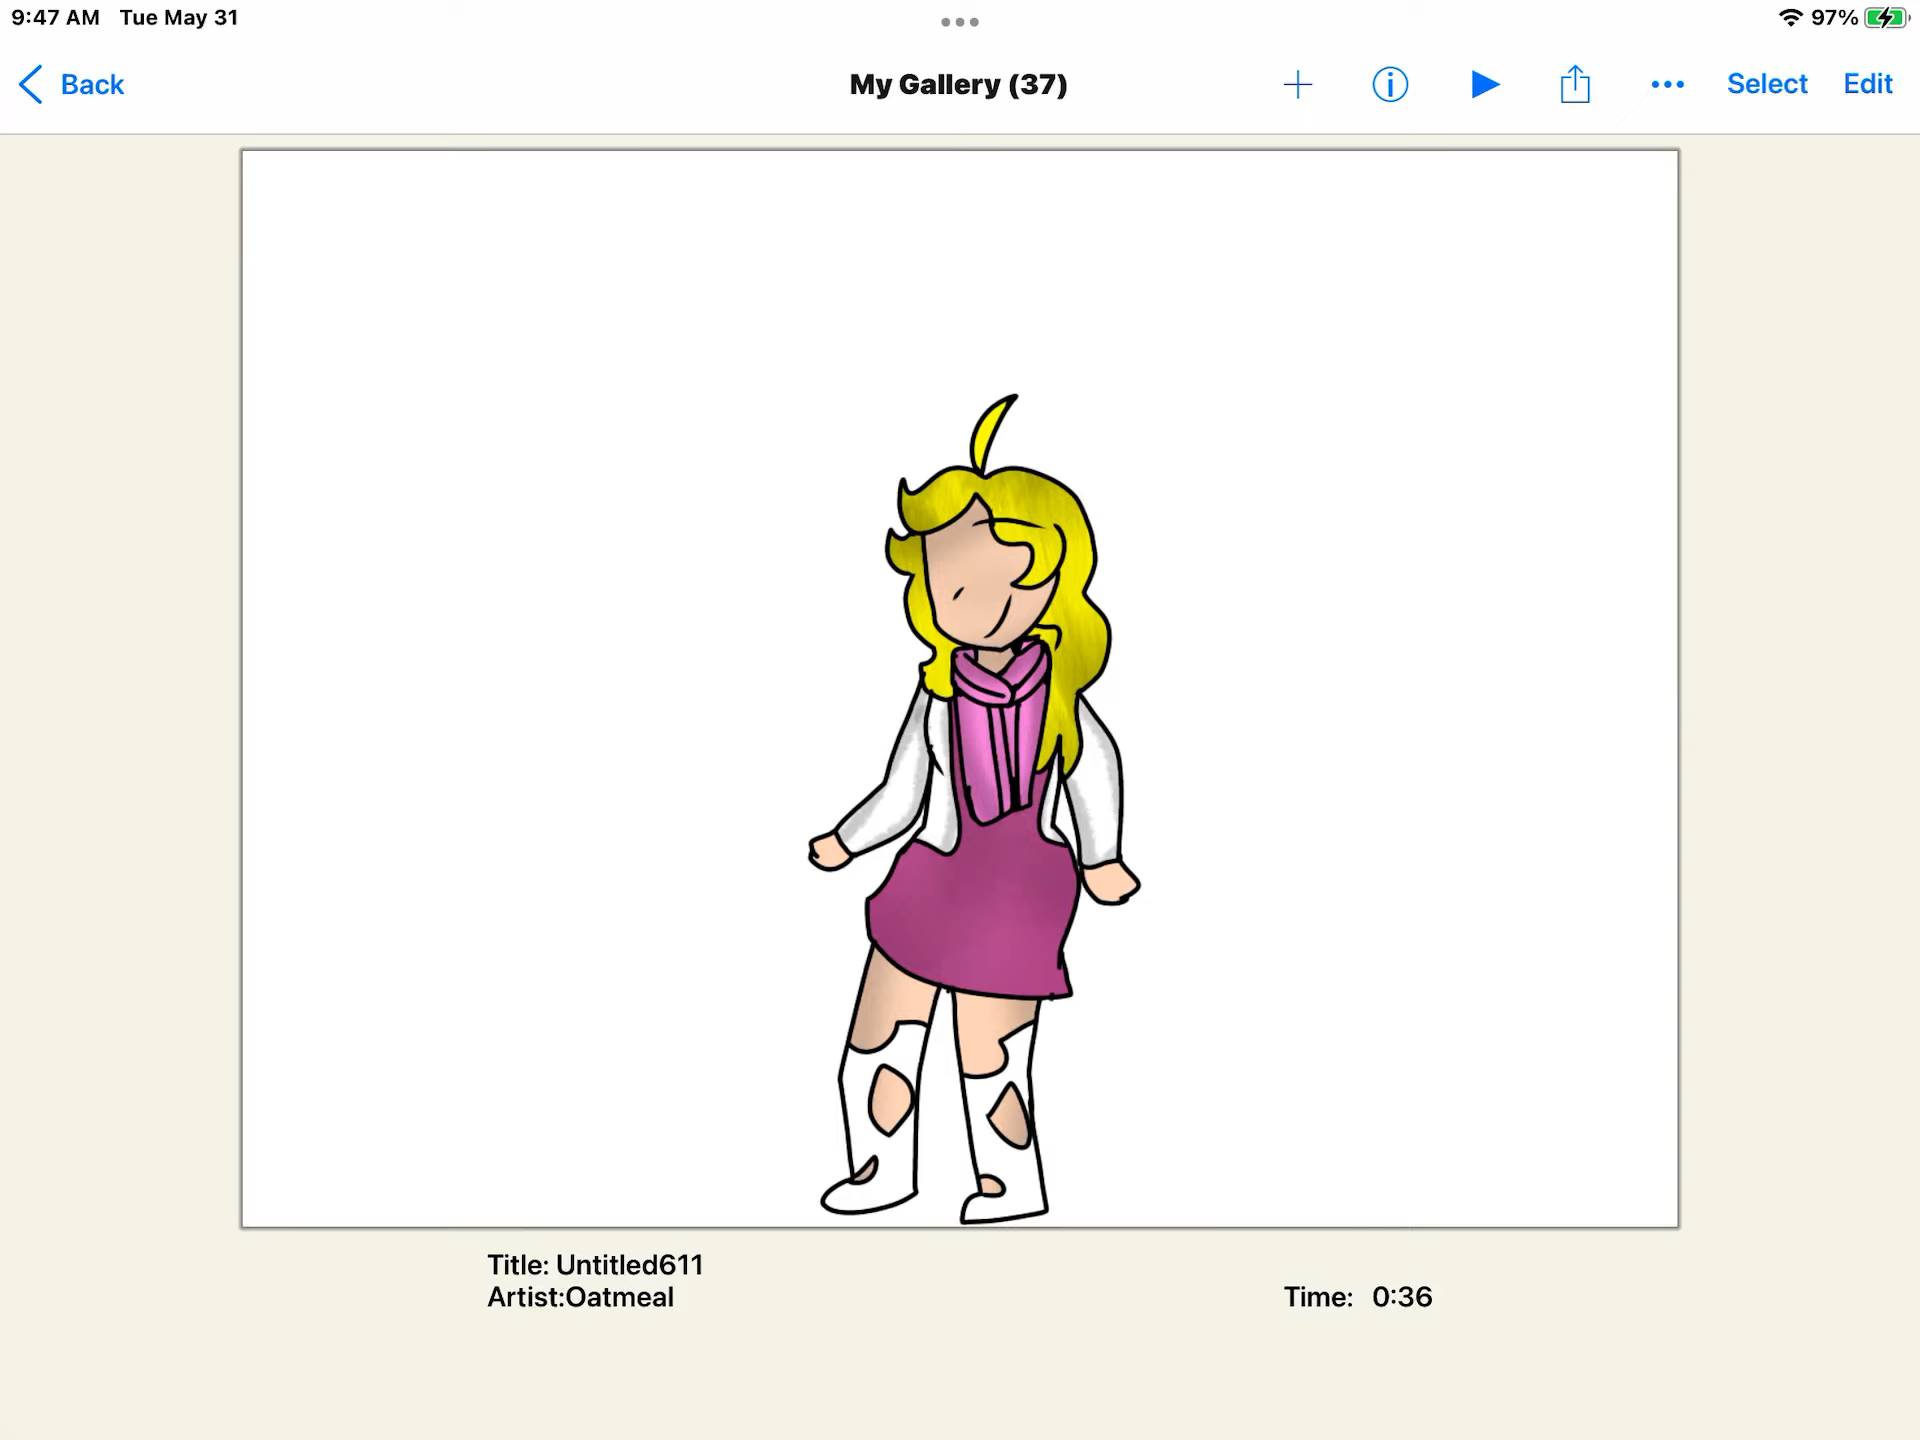 9:47 AM Tue May 31
97%
Back
My Gallery (37)
Select
Edit
Title: Untitled611
Artist:Oatmeal
Time: 0:36